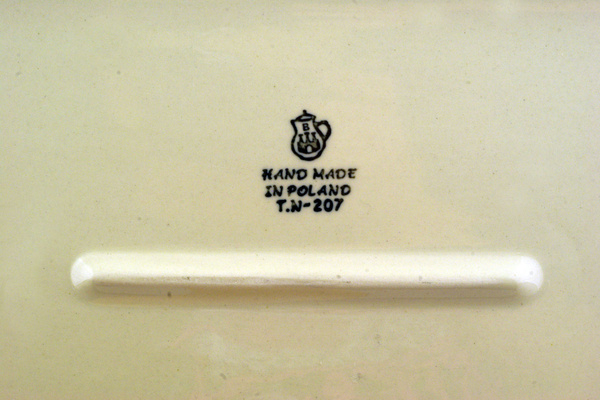 B
HAND MADE
IN POLAND
T.N-207